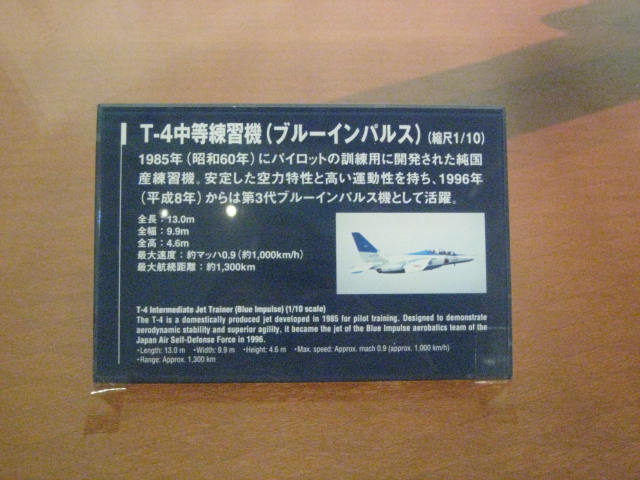 T-4中等練習機（ブルーインパルス）（縮尺1/10）
1985年（昭和60年）にパイロットの訓練用に開発された純国
産練習機。安定した空力特性と高い運動性を持ち、1996年
（平成8年）からは第3代ブルーインパルス機として活躍。
全長：13.0m
全幅：9.9m
全高：4.6m
最大速度：約マッハ0.9（約1,000km/h）
最大航続距離：約1,300km
T-4 Intermediate Jet Trainer (Blue Impulse) (1/10 scale)
The T-4 is a domestically produced jet developed in 1985 for pilot training. Designed to demonstrate
aerodynamic stability and superior agility, it became the jet of the Blue Impulse aerobatics team of the
Japan Air Self-Defense Force in 1996.
・Length: 13.0 m ・Width: 9.9 m ・Height: 4.6 m ・Max. speed: Approx. mach 0.9 (approx. 1,000 km/h)
・Range: Approx. 1,300 km